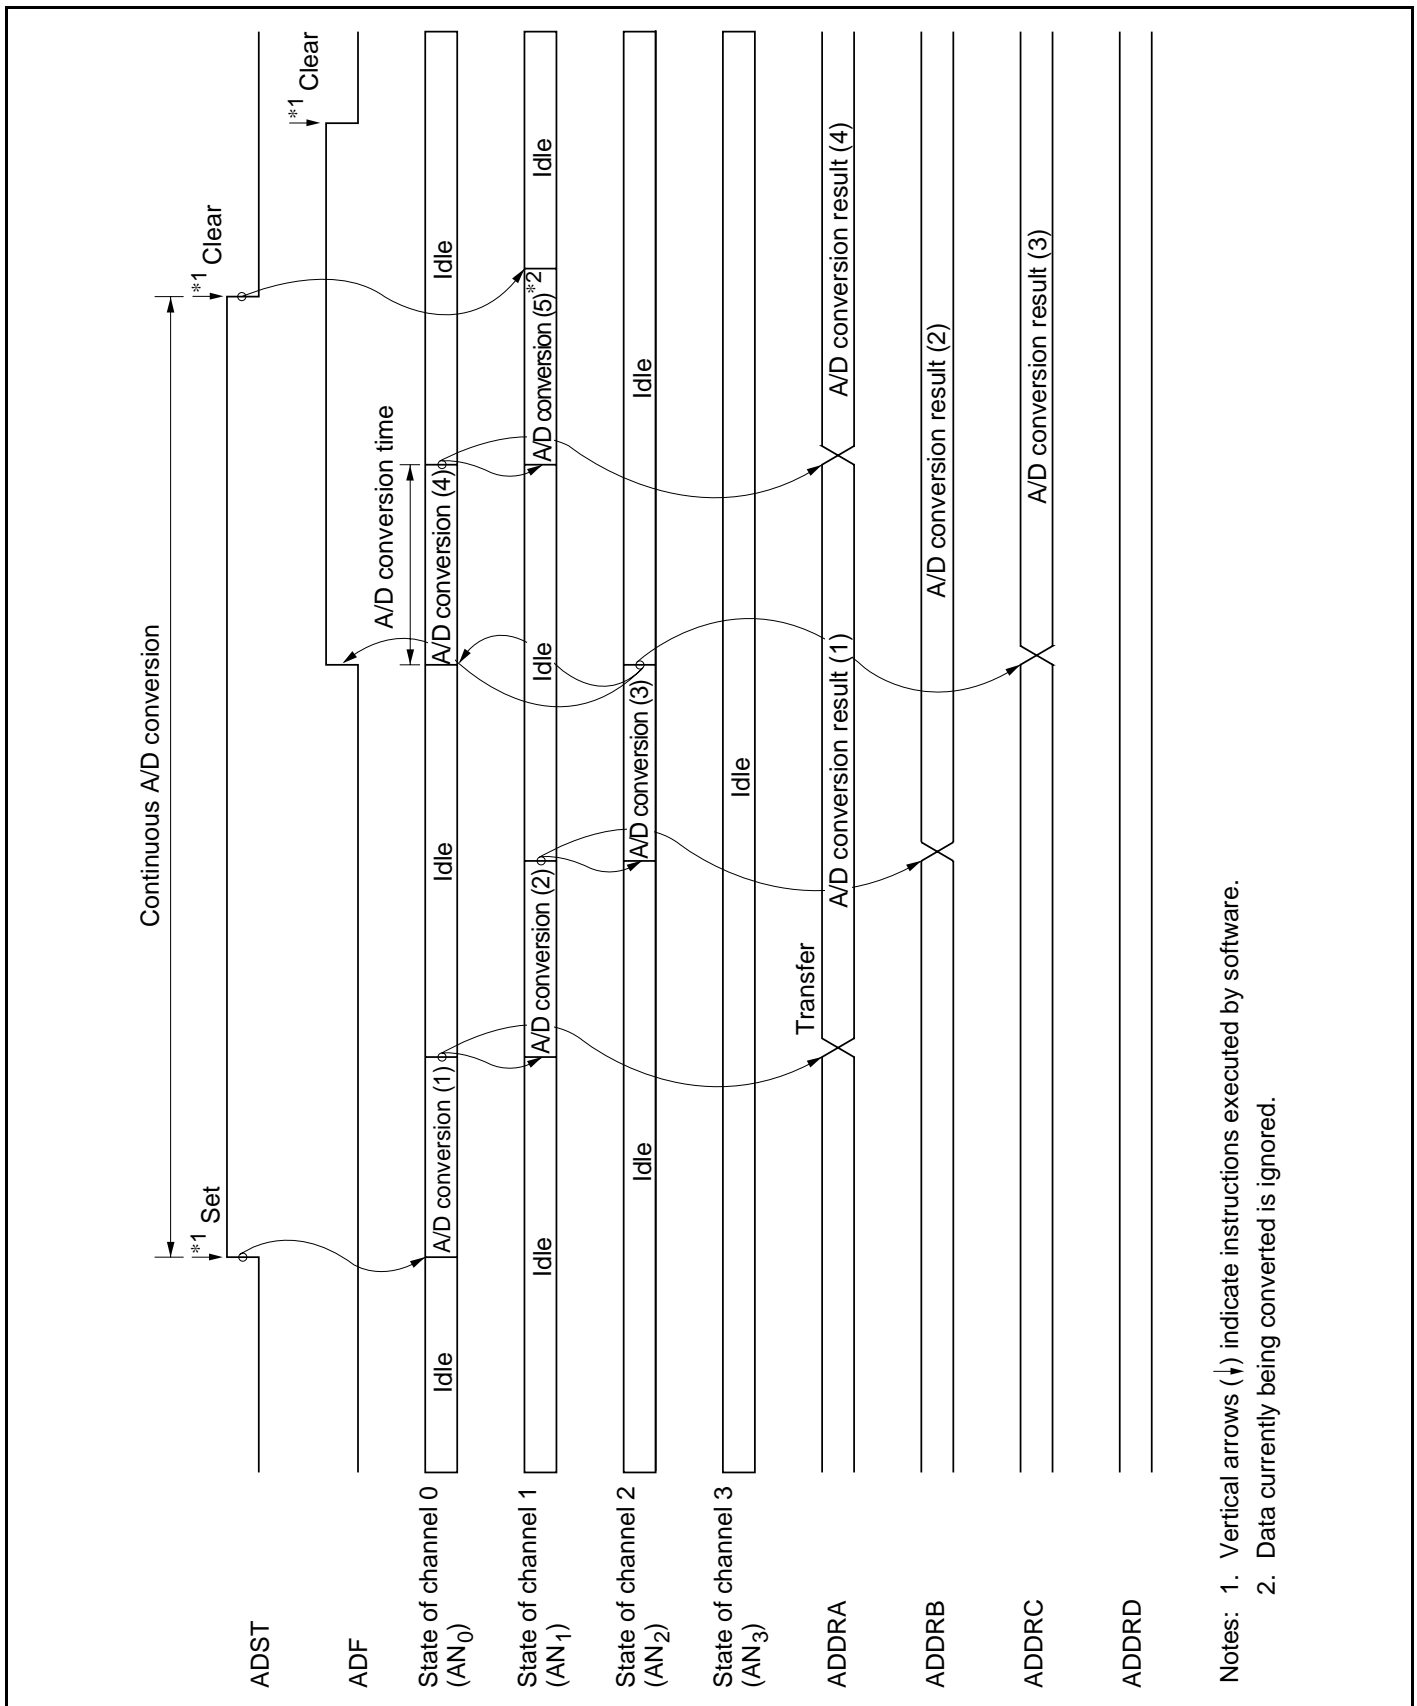 Continuous A/D conversion
*1 Set
*1 Clear
ADST
*1 Clear
ADF
A/D conversion time
State of channel 0
(AN0)
Idle
A/D conversion (1)
Idle
A/D conversion (4)
Idle
State of channel 1
(AN1)
Idle
A/D conversion (2)
Idle
A/D conversion (5)*2
Idle
State of channel 2
(AN2)
Idle
A/D conversion (3)
Idle
State of channel 3
(AN3)
Idle
Transfer
ADDRA
A/D conversion result (1)
A/D conversion result (4)
ADDRB
A/D conversion result (2)
ADDRC
A/D conversion result (3)
ADDRD
Notes: 1. Vertical arrows (↓) indicate instructions executed by software.
2. Data currently being converted is ignored.